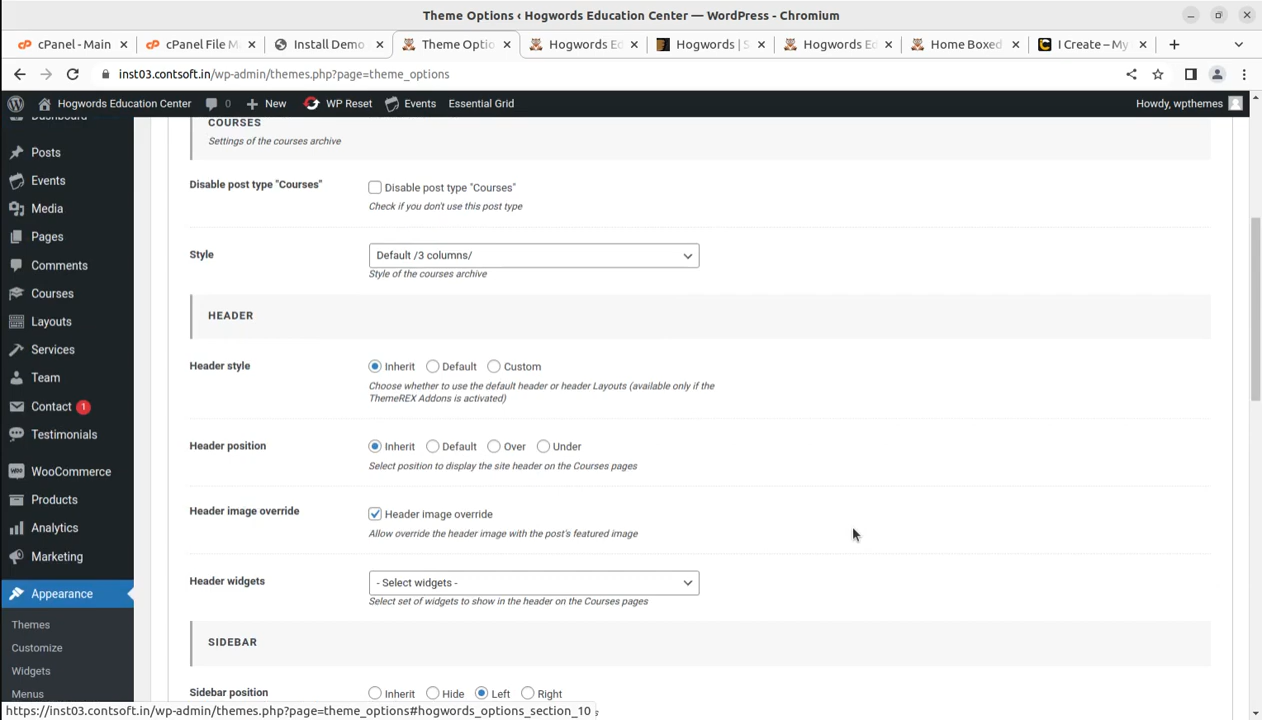 Theme Options ‹ Hogwords Education Center — WordPress - Chromium
cPanel - Main
cPanel File M
Install Demo
Theme Optio
Hogwords E
Hogwords | S
Hogwords E
Home Boxed
I Create – My
inst03.contsoft.in/wp-admin/themes.php?page=theme_options
Hogwords Education Center
0
New
WP Reset
Events
Essential Grid
Howdy, wpthemes
Dashboard
Posts
Events
Media
Pages
Comments
Courses
Layouts
Services
Team
Contact 1
Testimonials
WooCommerce
Products
Analytics
Marketing
Appearance
Themes
Customize
Widgets
Menus
COURSES
Settings of the courses archive
Disable post type "Courses"
Disable post type "Courses"
Check if you don't use this post type
Style
Default /3 columns/
Style of the courses archive
HEADER
Header style
Inherit Default Custom
Choose whether to use the default header or header Layouts (available only if the
ThemeREX Addons is activated)
Header position
Inherit Default Over Under
Select position to display the site header on the Courses pages
Header image override
Header image override
Allow override the header image with the post's featured image
Header widgets
- Select widgets -
Select set of widgets to show in the header on the Courses pages
SIDEBAR
Sidebar position
Inherit Hide Left Right
https://inst03.contsoft.in/wp-admin/themes.php?page=theme_options#hogwords_options_section_10